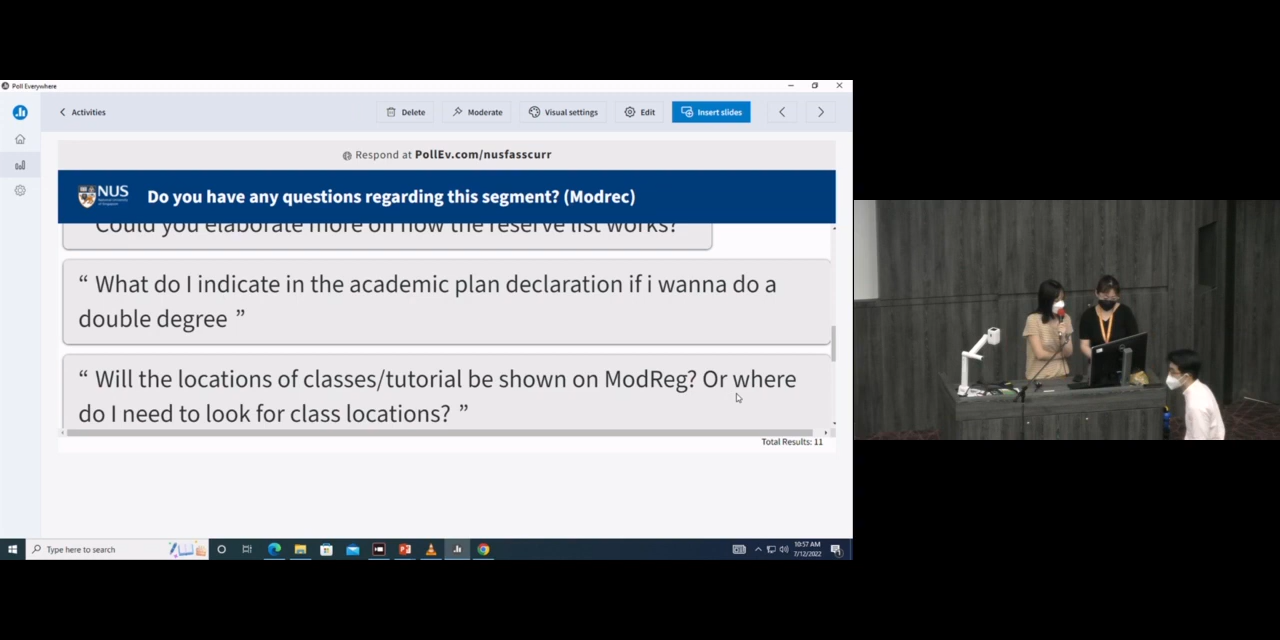 Poll Everywhere
Activities
Delete
Moderate
Visual settings
Edit
Insert slides
Respond at PollEv.com/nusfasscurr
NUS
National University
of Singapore
Do you have any questions regarding this segment? (Modrec)
Could you elaborate more on how the reserve list works?
“ What do I indicate in the academic plan declaration if i wanna do a
double degree ”
“ Will the locations of classes/tutorial be shown on ModReg? Or where
do I need to look for class locations? ”
Total Results: 11
Type here to search
10:57 AM
7/12/2022